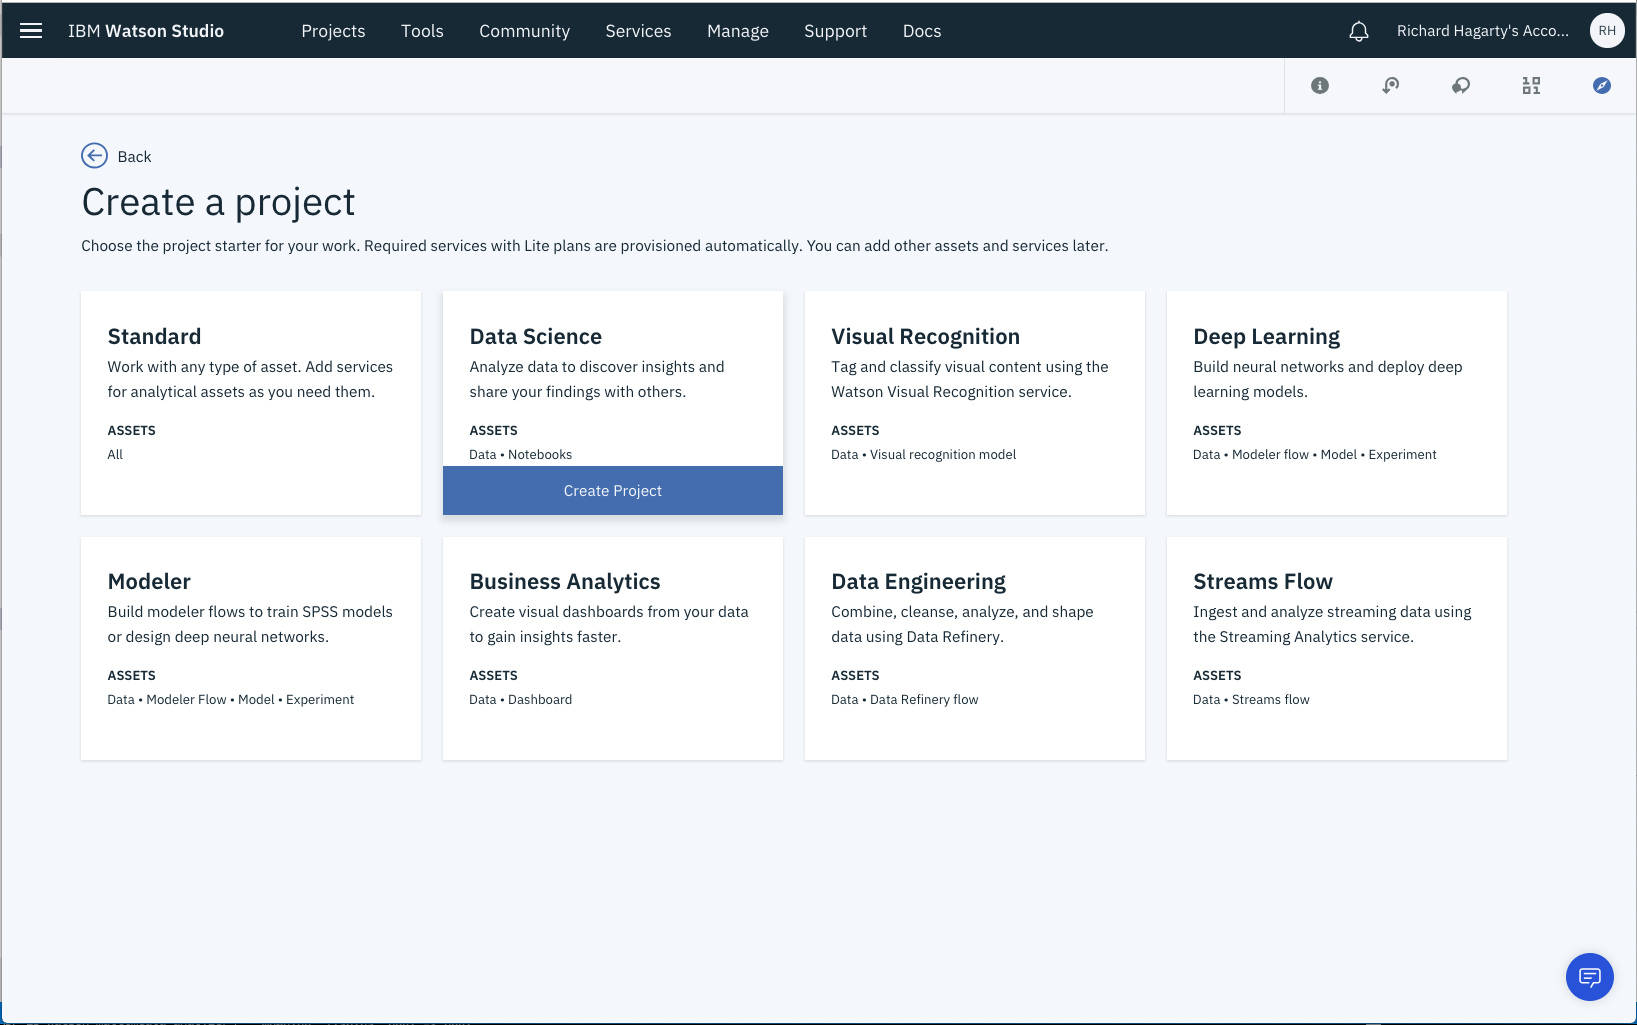 IBM Watson Studio Projects Tools Community Services Manage Support Docs Richard Hagarty's Acco... RH
Back
Create a project
Choose the project starter for your work. Required services with Lite plans are provisioned automatically. You can add other assets and services later.
Standard
Work with any type of asset. Add services
for analytical assets as you need them.
ASSETS
All
Data Science
Analyze data to discover insights and
share your findings with others.
ASSETS
Data • Notebooks
Create Project
Visual Recognition
Tag and classify visual content using the
Watson Visual Recognition service.
ASSETS
Data • Visual recognition model
Deep Learning
Build neural networks and deploy deep
learning models.
ASSETS
Data • Modeler flow • Model • Experiment
Modeler
Build modeler flows to train SPSS models
or design deep neural networks.
ASSETS
Data • Modeler Flow • Model • Experiment
Business Analytics
Create visual dashboards from your data
to gain insights faster.
ASSETS
Data • Dashboard
Data Engineering
Combine, cleanse, analyze, and shape
data using Data Refinery.
ASSETS
Data • Data Refinery flow
Streams Flow
Ingest and analyze streaming data using
the Streaming Analytics service.
ASSETS
Data • Streams flow